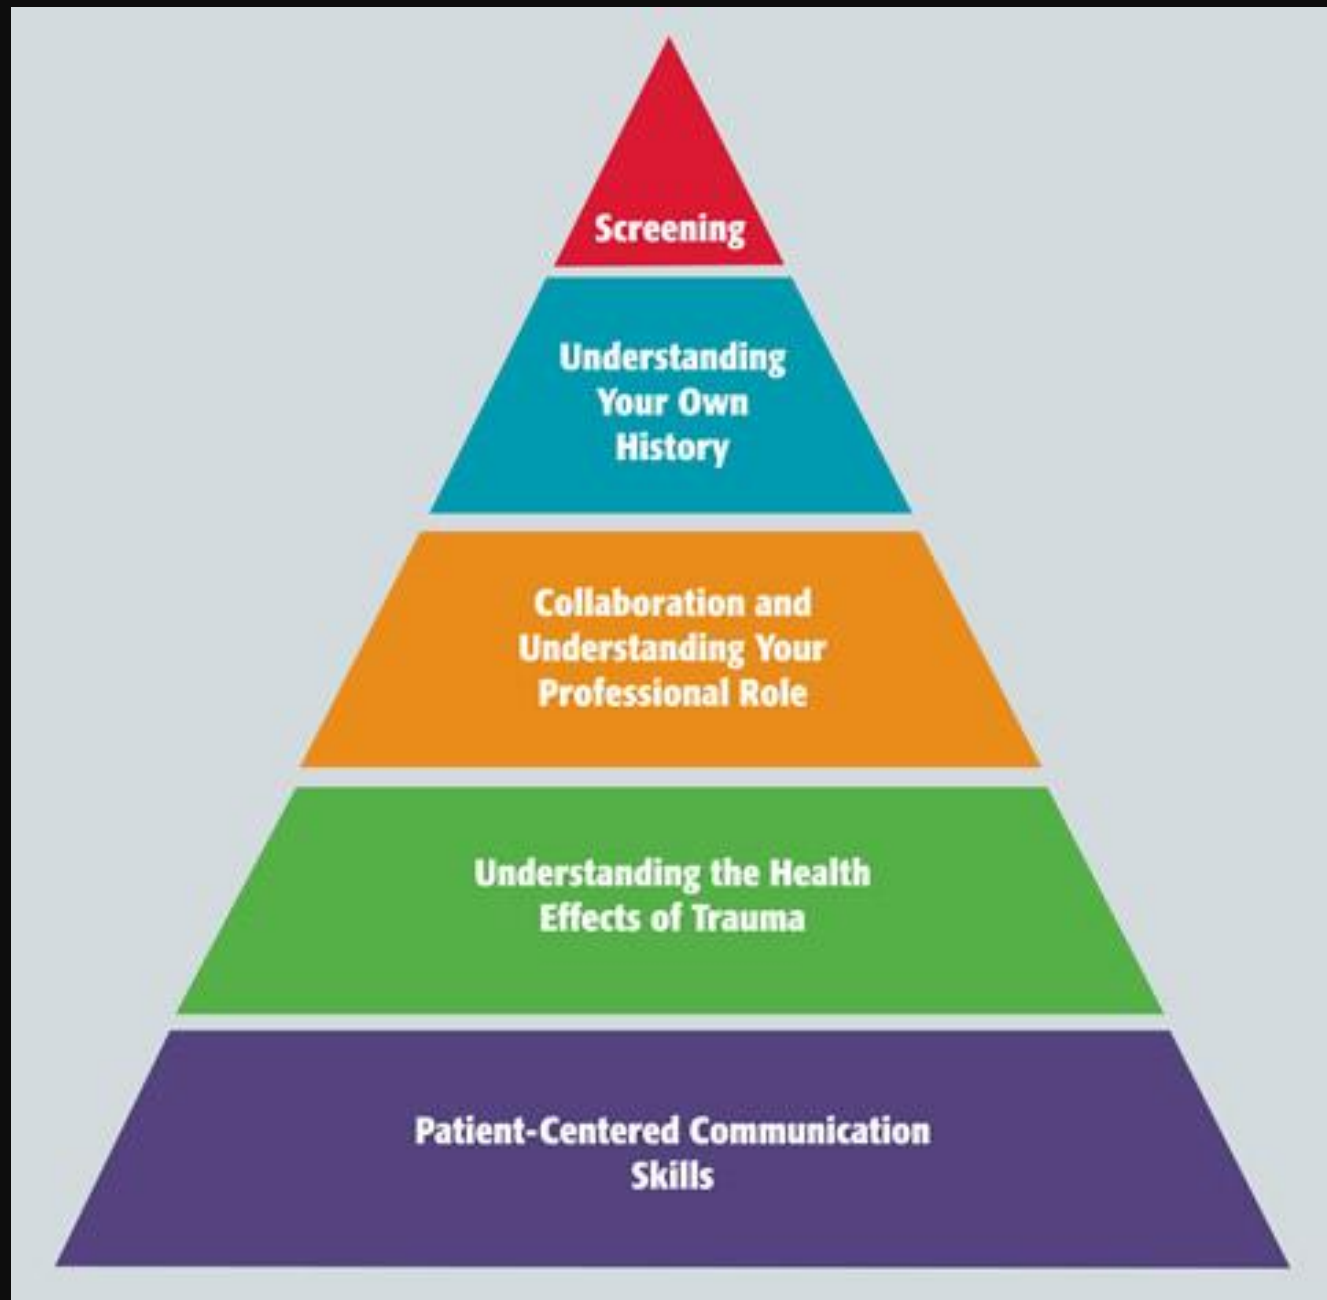 Screening
Understanding
Your Own
History
Collaboration and
Understanding Your
Professional Role
Understanding the Health
Effects of Trauma
Patient-Centered Communication
Skills